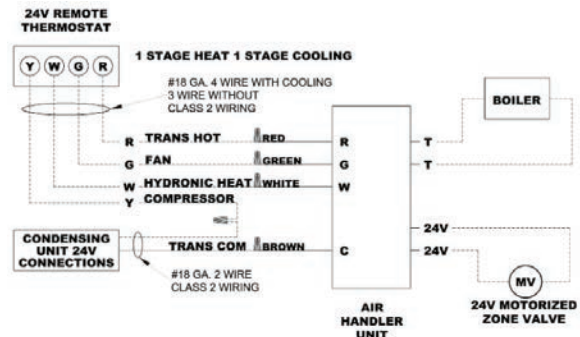 24V REMOTE
THERMOSTAT
Y W G R
1 STAGE HEAT 1 STAGE COOLING
#18 GA. 4 WIRE WITH COOLING
3 WIRE WITHOUT
CLASS 2 WIRING
BOILER
R TRANS HOT RED R T
G FAN GREEN G T
W HYDRONIC HEAT WHITE W
Y COMPRESSOR
24V
CONDENSING
UNIT 24V
CONNECTIONS
TRANS COM BROWN C 24V
#18 GA. 2 WIRE
CLASS 2 WIRING
MV
AIR
HANDLER
UNIT
24V MOTORIZED
ZONE VALVE